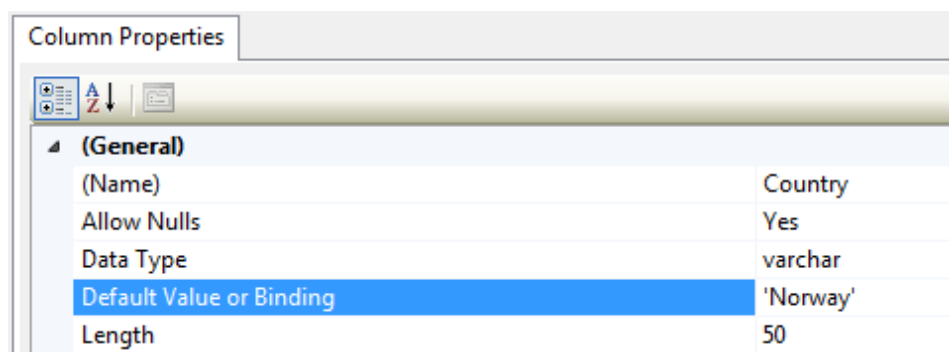 Column Properties
A Z
(General)
(Name) Country
Allow Nulls Yes
Data Type varchar
Default Value or Binding 'Norway'
Length 50